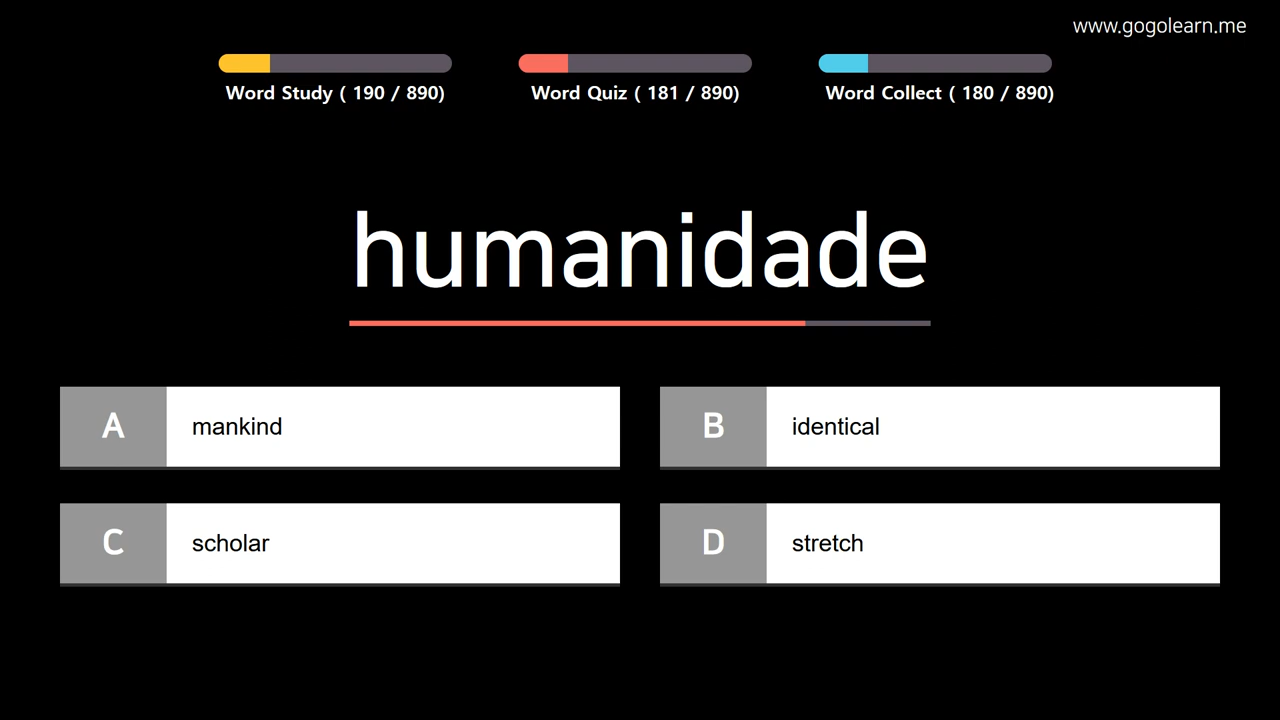 www.gogolearn.me
Word Study ( 190 / 890)
Word Quiz ( 181 / 890)
Word Collect ( 180 / 890)
humanidade
A mankind
B identical
C scholar
D stretch